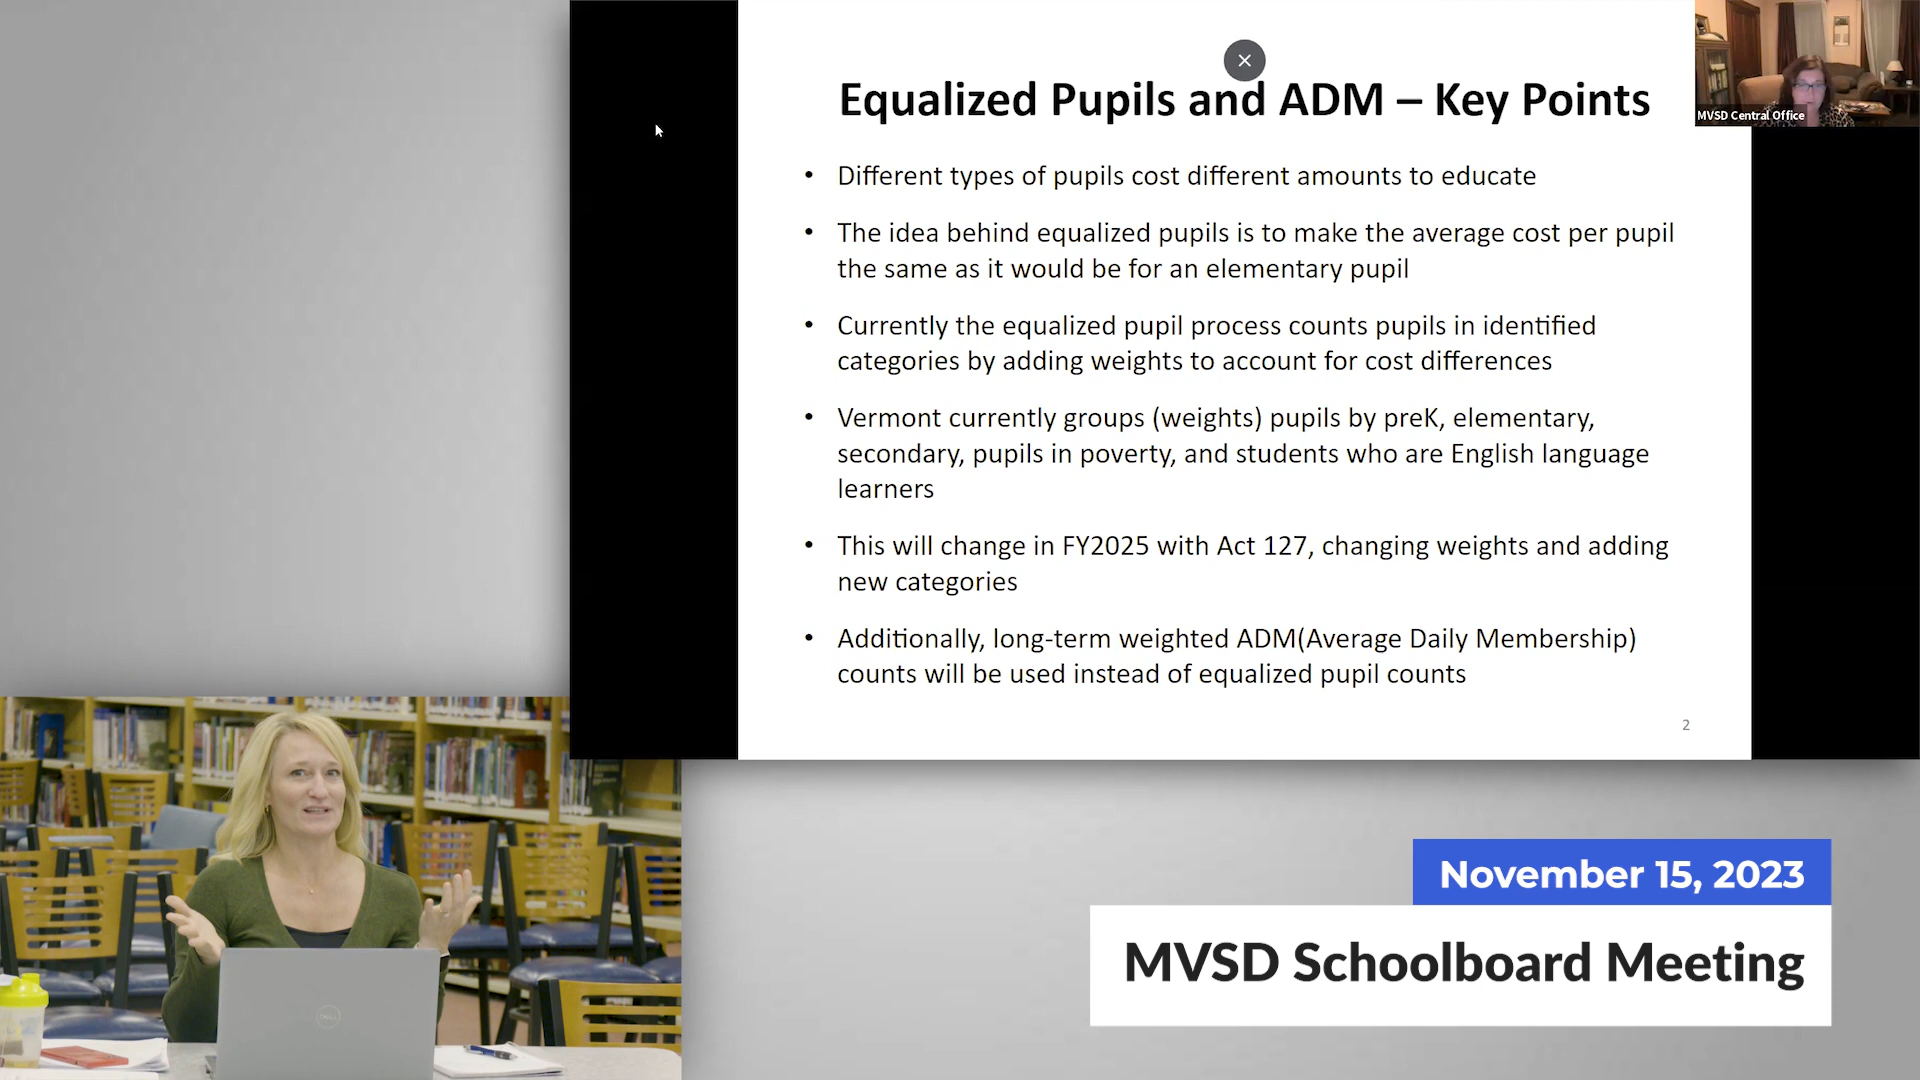 Equalized Pupils and ADM – Key Points
MVSD Central Office
• Different types of pupils cost different amounts to educate
• The idea behind equalized pupils is to make the average cost per pupil
the same as it would be for an elementary pupil
• Currently the equalized pupil process counts pupils in identified
categories by adding weights to account for cost differences
• Vermont currently groups (weights) pupils by preK, elementary,
secondary, pupils in poverty, and students who are English language
learners
• This will change in FY2025 with Act 127, changing weights and adding
new categories
• Additionally, long-term weighted ADM(Average Daily Membership)
counts will be used instead of equalized pupil counts
2
DELL
November 15, 2023
MVSD Schoolboard Meeting